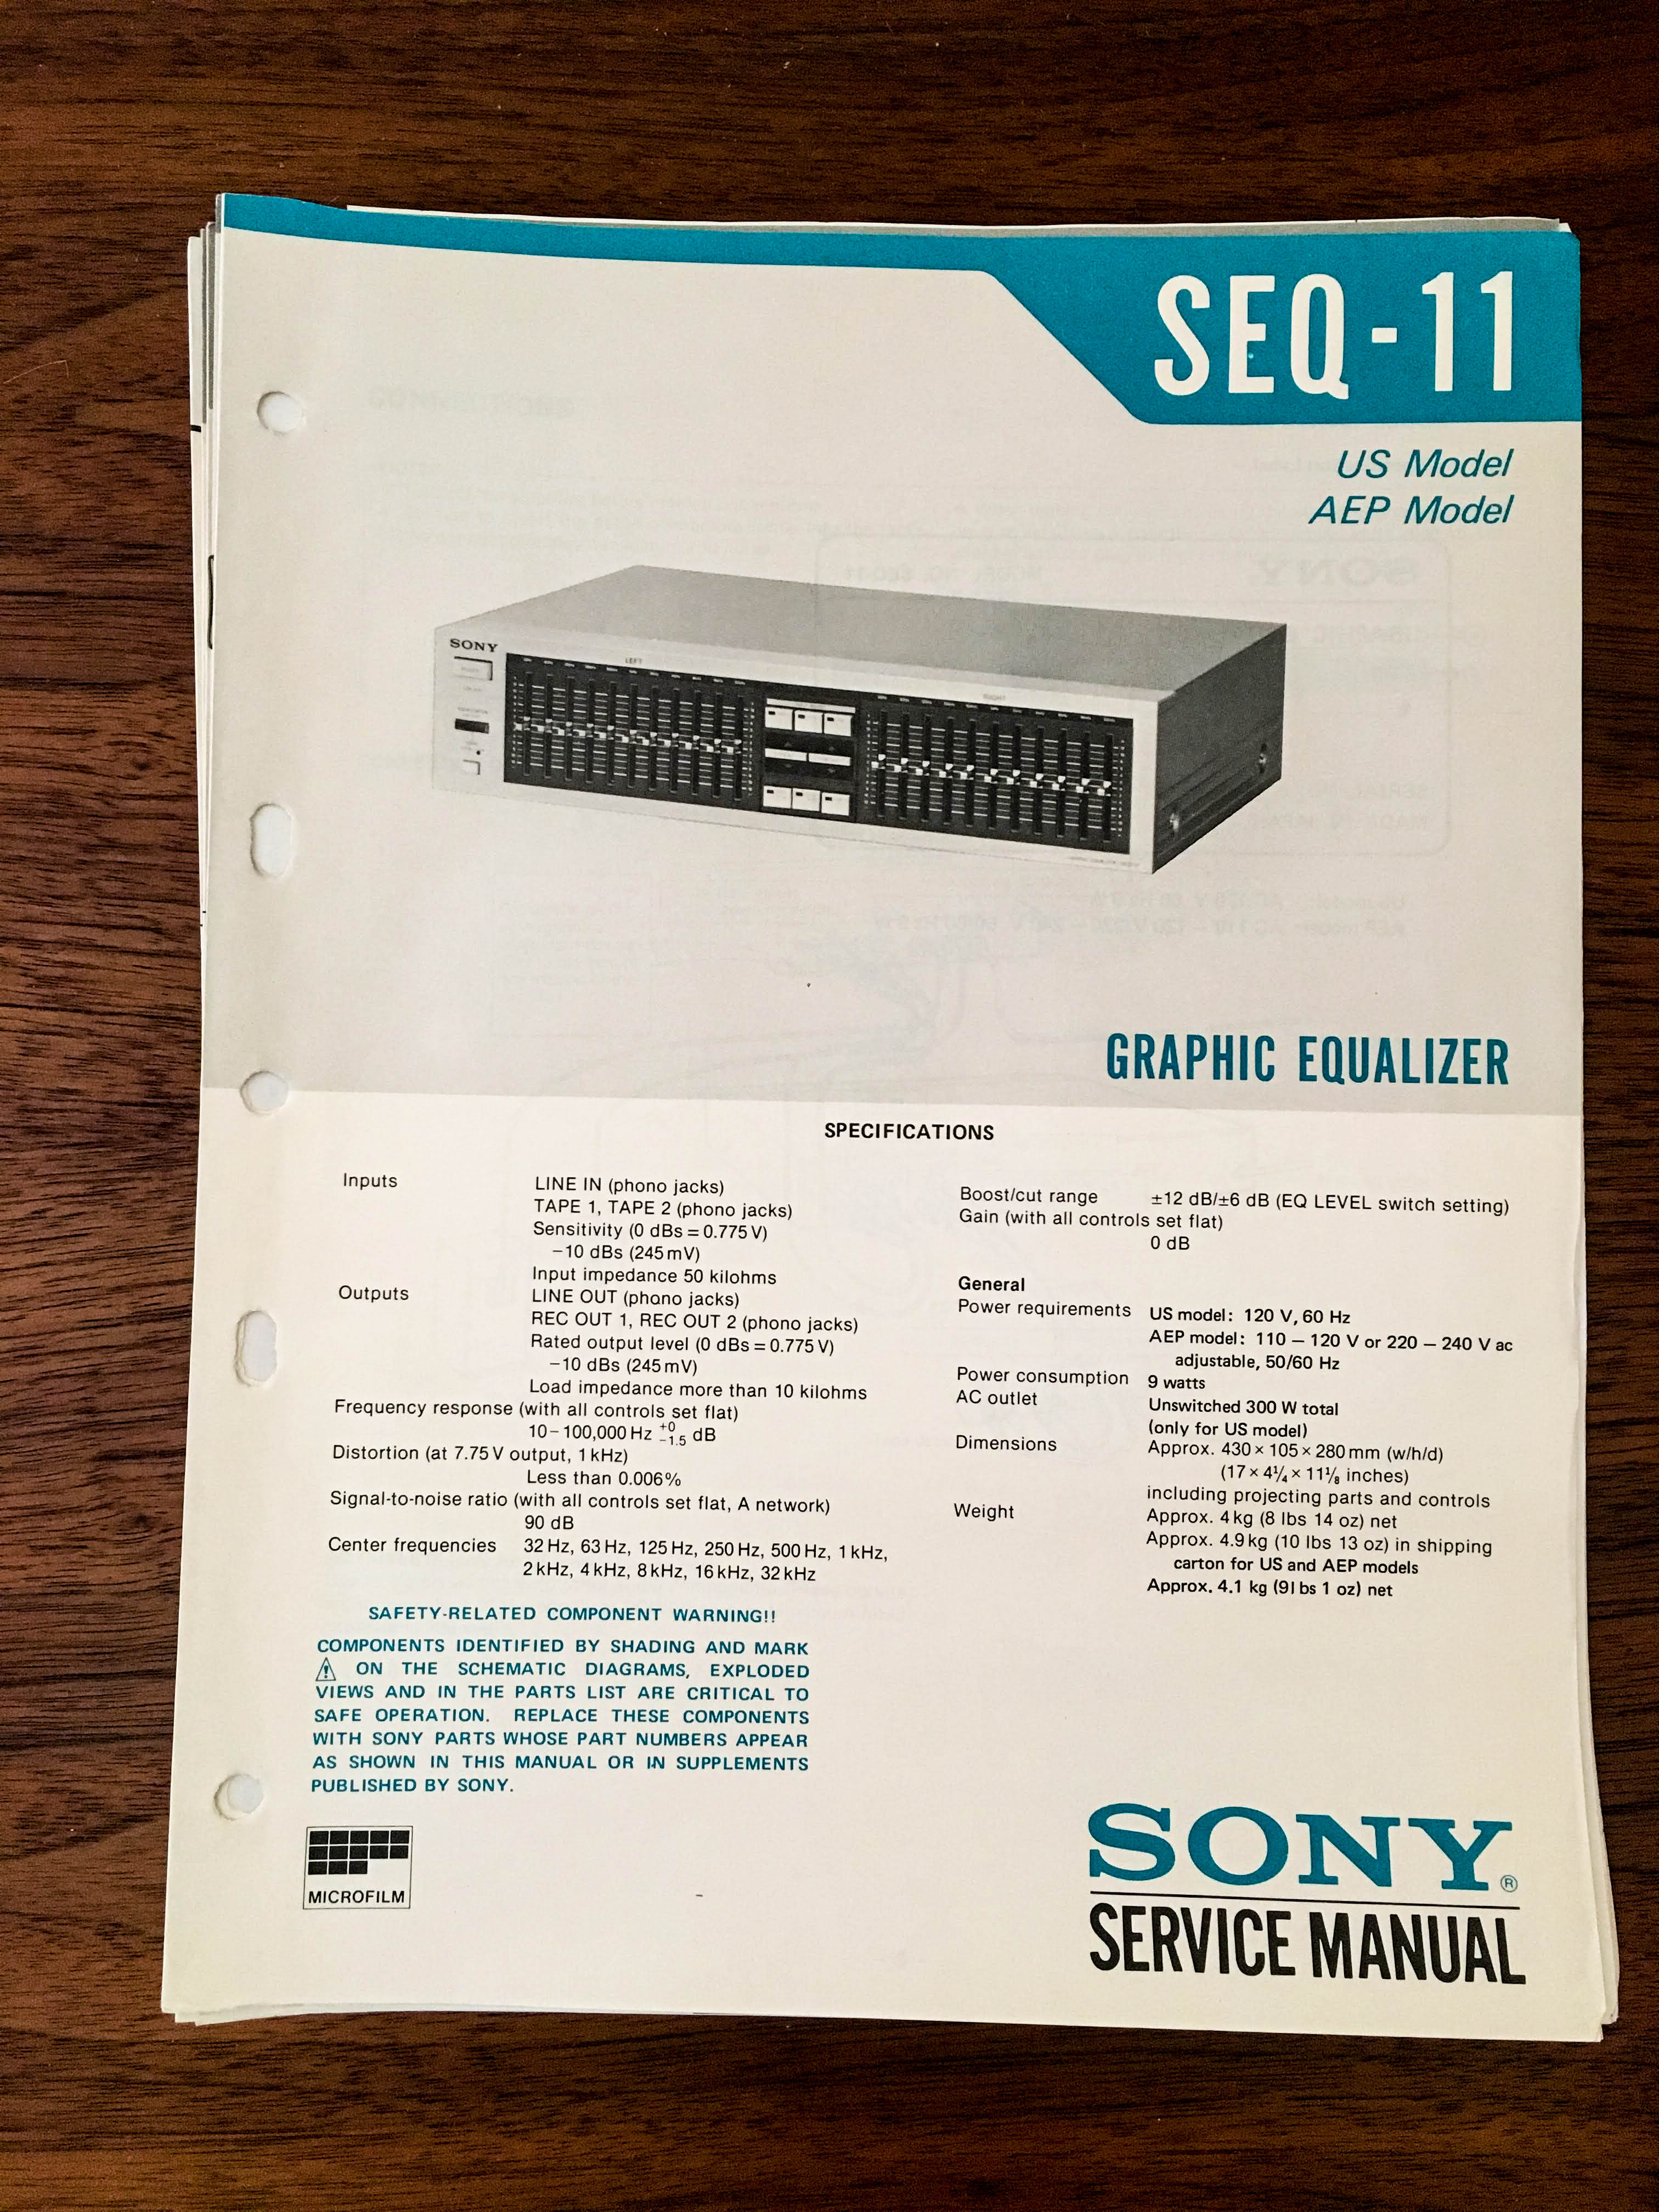 SEQ-11
US Model
AEP Model
SONY
LEFT
RIGHT
GRAPHIC EQUALIZER
SPECIFICATIONS
Inputs LINE IN (phono jacks)
TAPE 1, TAPE 2 (phono jacks)
Sensitivity (0 dBs = 0.775 V)
−10 dBs (245 mV)
Input impedance 50 kilohms
Outputs LINE OUT (phono jacks)
REC OUT 1, REC OUT 2 (phono jacks)
Rated output level (0 dBs = 0.775 V)
−10 dBs (245 mV)
Load impedance more than 10 kilohms
Frequency response (with all controls set flat)
10−100,000 Hz +0 −1.5 dB
Distortion (at 7.75 V output, 1 kHz)
Less than 0.006%
Signal-to-noise ratio (with all controls set flat, A network)
90 dB
Center frequencies 32 Hz, 63 Hz, 125 Hz, 250 Hz, 500 Hz, 1 kHz,
2 kHz, 4 kHz, 8 kHz, 16 kHz, 32 kHz
SAFETY-RELATED COMPONENT WARNING!!
COMPONENTS IDENTIFIED BY SHADING AND MARK
⚠ ON THE SCHEMATIC DIAGRAMS, EXPLODED
VIEWS AND IN THE PARTS LIST ARE CRITICAL TO
SAFE OPERATION. REPLACE THESE COMPONENTS
WITH SONY PARTS WHOSE PART NUMBERS APPEAR
AS SHOWN IN THIS MANUAL OR IN SUPPLEMENTS
PUBLISHED BY SONY.
MICROFILM
Boost/cut range ±12 dB/±6 dB (EQ LEVEL switch setting)
Gain (with all controls set flat)
0 dB
General
Power requirements US model: 120 V, 60 Hz
AEP model: 110 − 120 V or 220 − 240 V ac
adjustable, 50/60 Hz
Power consumption 9 watts
AC outlet Unswitched 300 W total
(only for US model)
Dimensions Approx. 430 × 105 × 280 mm (w/h/d)
(17 × 4¼ × 11⅛ inches)
including projecting parts and controls
Weight Approx. 4 kg (8 lbs 14 oz) net
Approx. 4.9 kg (10 lbs 13 oz) in shipping
carton for US and AEP models
Approx. 4.1 kg (9l bs 1 oz) net
SONY®
SERVICE MANUAL